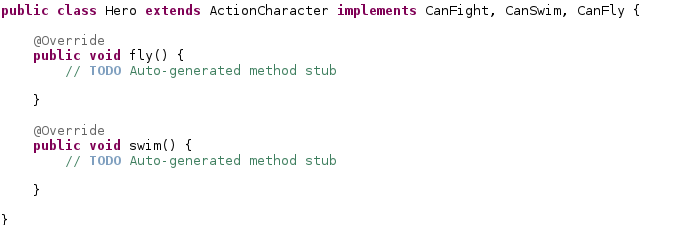 public class Hero extends ActionCharacter implements CanFight, CanSwim, CanFly {
@Override
public void fly() {
// TODO Auto-generated method stub
}
@Override
public void swim() {
// TODO Auto-generated method stub
}
}